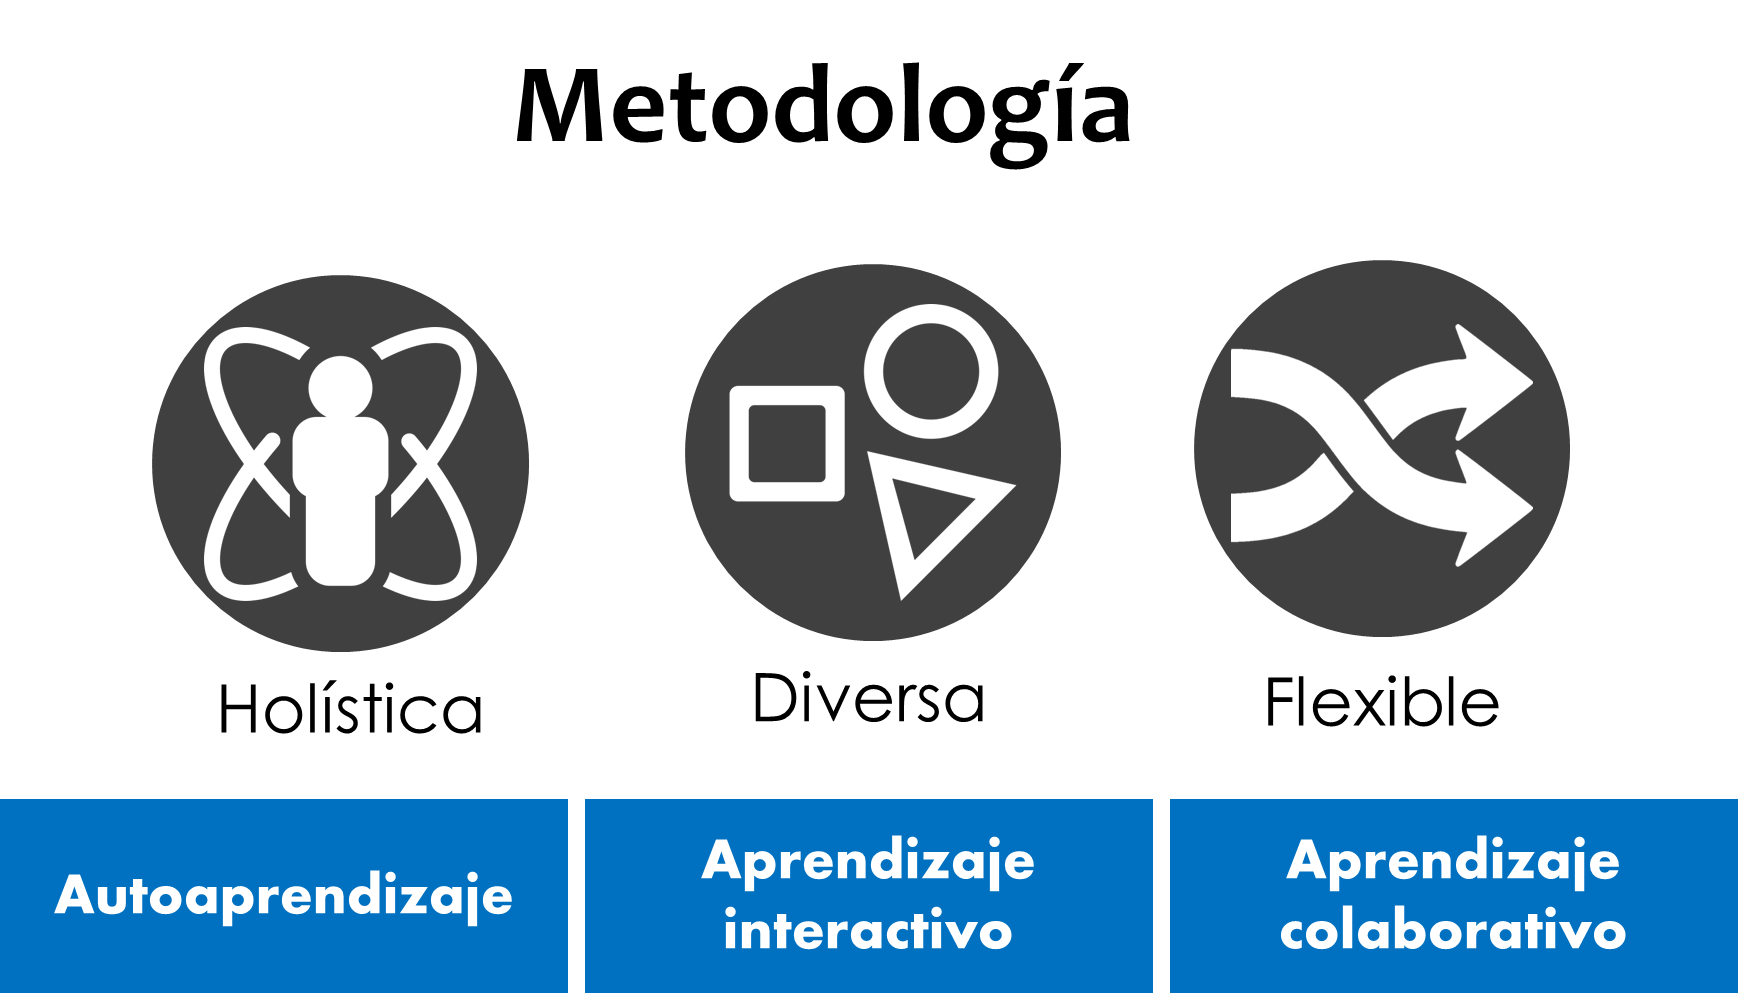 Metodología
Holística
Diversa
Flexible
Autoaprendizaje
Aprendizaje
interactivo
Aprendizaje
colaborativo